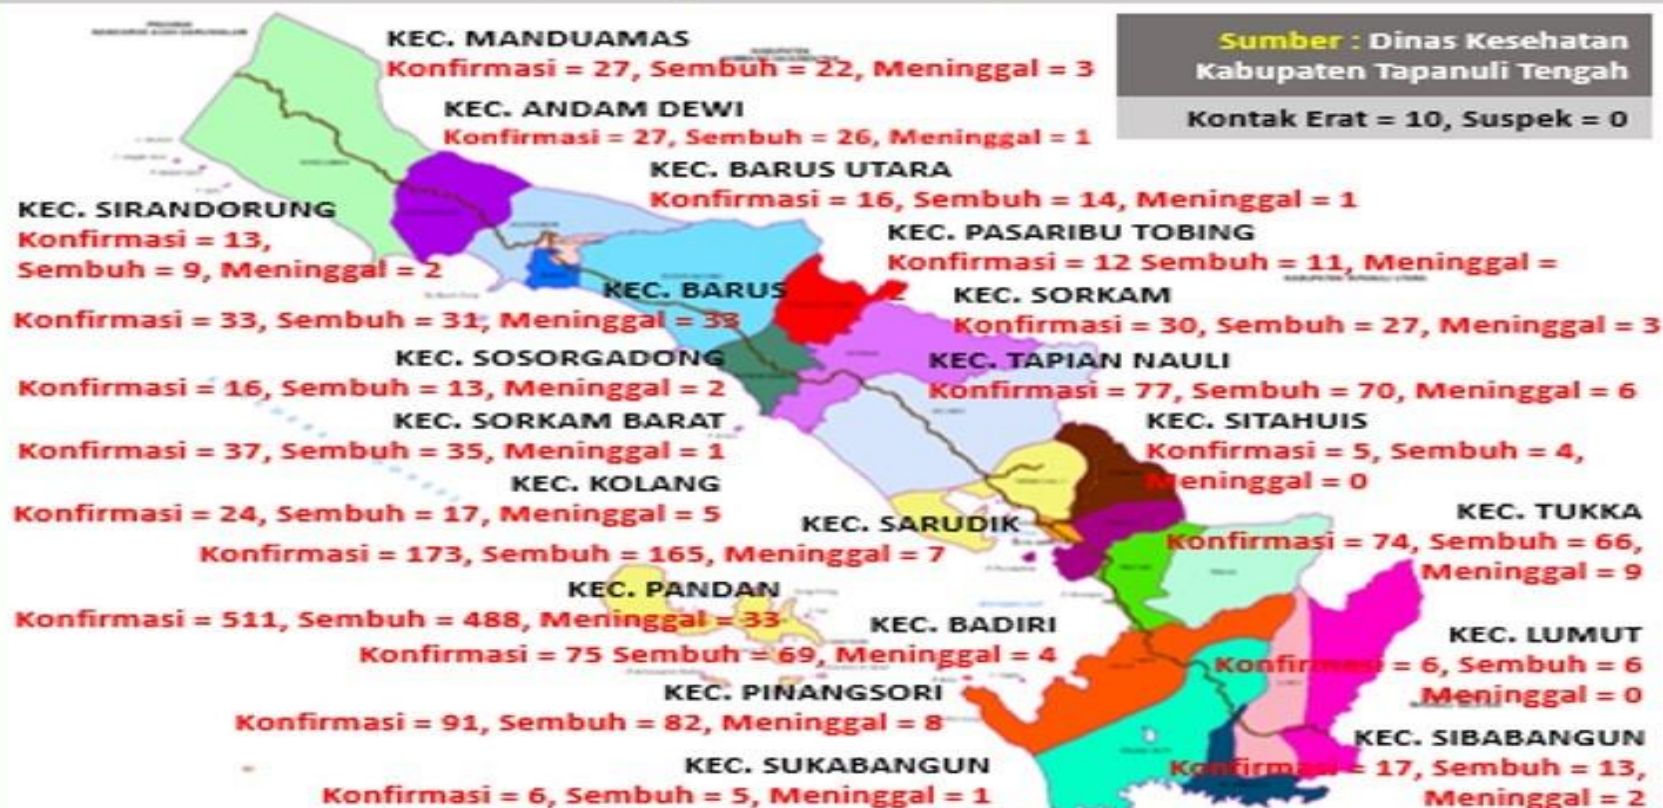 KEC. MANDUAMAS
Konfirmasi = 27, Sembuh = 22, Meninggal = 3
Sumber : Dinas Kesehatan
Kabupaten Tapanuli Tengah
Kontak Erat = 10, Suspek = 0
KEC. ANDAM DEWI
Konfirmasi = 27, Sembuh = 26, Meninggal = 1
KEC. BARUS UTARA
Konfirmasi = 16, Sembuh = 14, Meninggal = 1
KEC. SIRANDORUNG
Konfirmasi = 13,
Sembuh = 9, Meninggal = 2
KEC. PASARIBU TOBING
Konfirmasi = 12 Sembuh = 11, Meninggal =
KEC. BARUS
Konfirmasi = 33, Sembuh = 31, Meninggal = 33
KEC. SORKAM
Konfirmasi = 30, Sembuh = 27, Meninggal = 3
KEC. SOSORGADONG
Konfirmasi = 16, Sembuh = 13, Meninggal = 2
KEC. TAPIAN NAULI
Konfirmasi = 77, Sembuh = 70, Meninggal = 6
KEC. SORKAM BARAT
Konfirmasi = 37, Sembuh = 35, Meninggal = 1
KEC. SITAHUIS
Konfirmasi = 5, Sembuh = 4,
Meninggal = 0
KEC. KOLANG
Konfirmasi = 24, Sembuh = 17, Meninggal = 5
KEC. SARUDIK
Konfirmasi = 173, Sembuh = 165, Meninggal = 7
KEC. TUKKA
Konfirmasi = 74, Sembuh = 66,
Meninggal = 9
KEC. PANDAN
Konfirmasi = 511, Sembuh = 488, Meninggal = 33
KEC. BADIRI
Konfirmasi = 75 Sembuh = 69, Meninggal = 4
KEC. LUMUT
Konfirmasi = 6, Sembuh = 6
Meninggal = 0
KEC. PINANGSORI
Konfirmasi = 91, Sembuh = 82, Meninggal = 8
KEC. SIBABANGUN
Konfirmasi = 17, Sembuh = 13,
Meninggal = 2
KEC. SUKABANGUN
Konfirmasi = 6, Sembuh = 5, Meninggal = 1